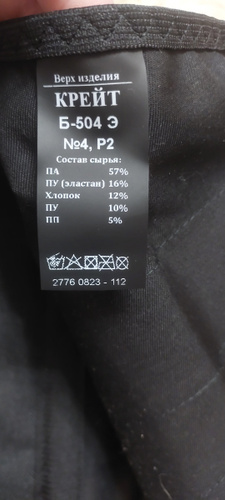 Верх изделия
КРЕЙТ
Б-504 Э
№4, Р2
Состав сырья:
ПА 57%
ПУ (эластан) 16%
Хлопок 12%
ПУ 10%
ПП 5%
2776 0823 - 112